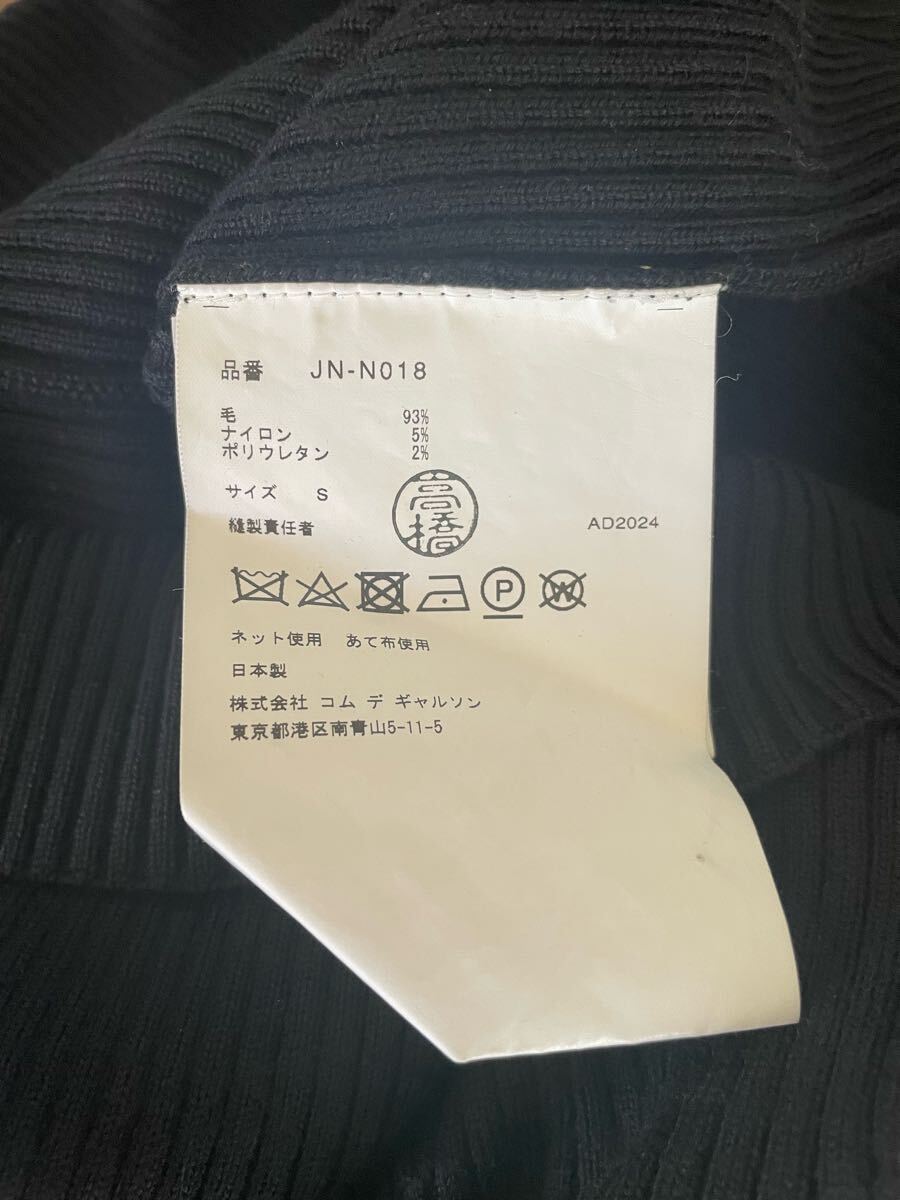 品番 JN-N018
毛 93%
ナイロン 5%
ポリウレタン 2%
サイズ S
縫製責任者 高橋 AD2024
P W
ネット使用 あて布使用
日本製
株式会社 コム デ ギャルソン
東京都港区南青山5-11-5